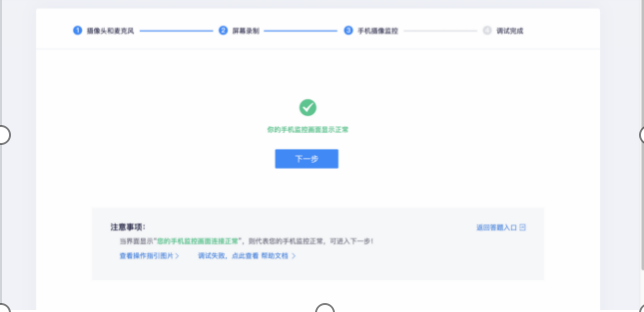 1 摄像头和麦克风 2 屏幕录制 3 手机摄像监控 4 调试完成
你的手机监控画面显示正常
下一步
注意事项:
当界面显示“您的手机监控画面连接正常”，则代表您的手机监控正常，可进入下一步!
返回答题入口
查看操作指引图片 > 调试失败，点此查看 帮助文档 >